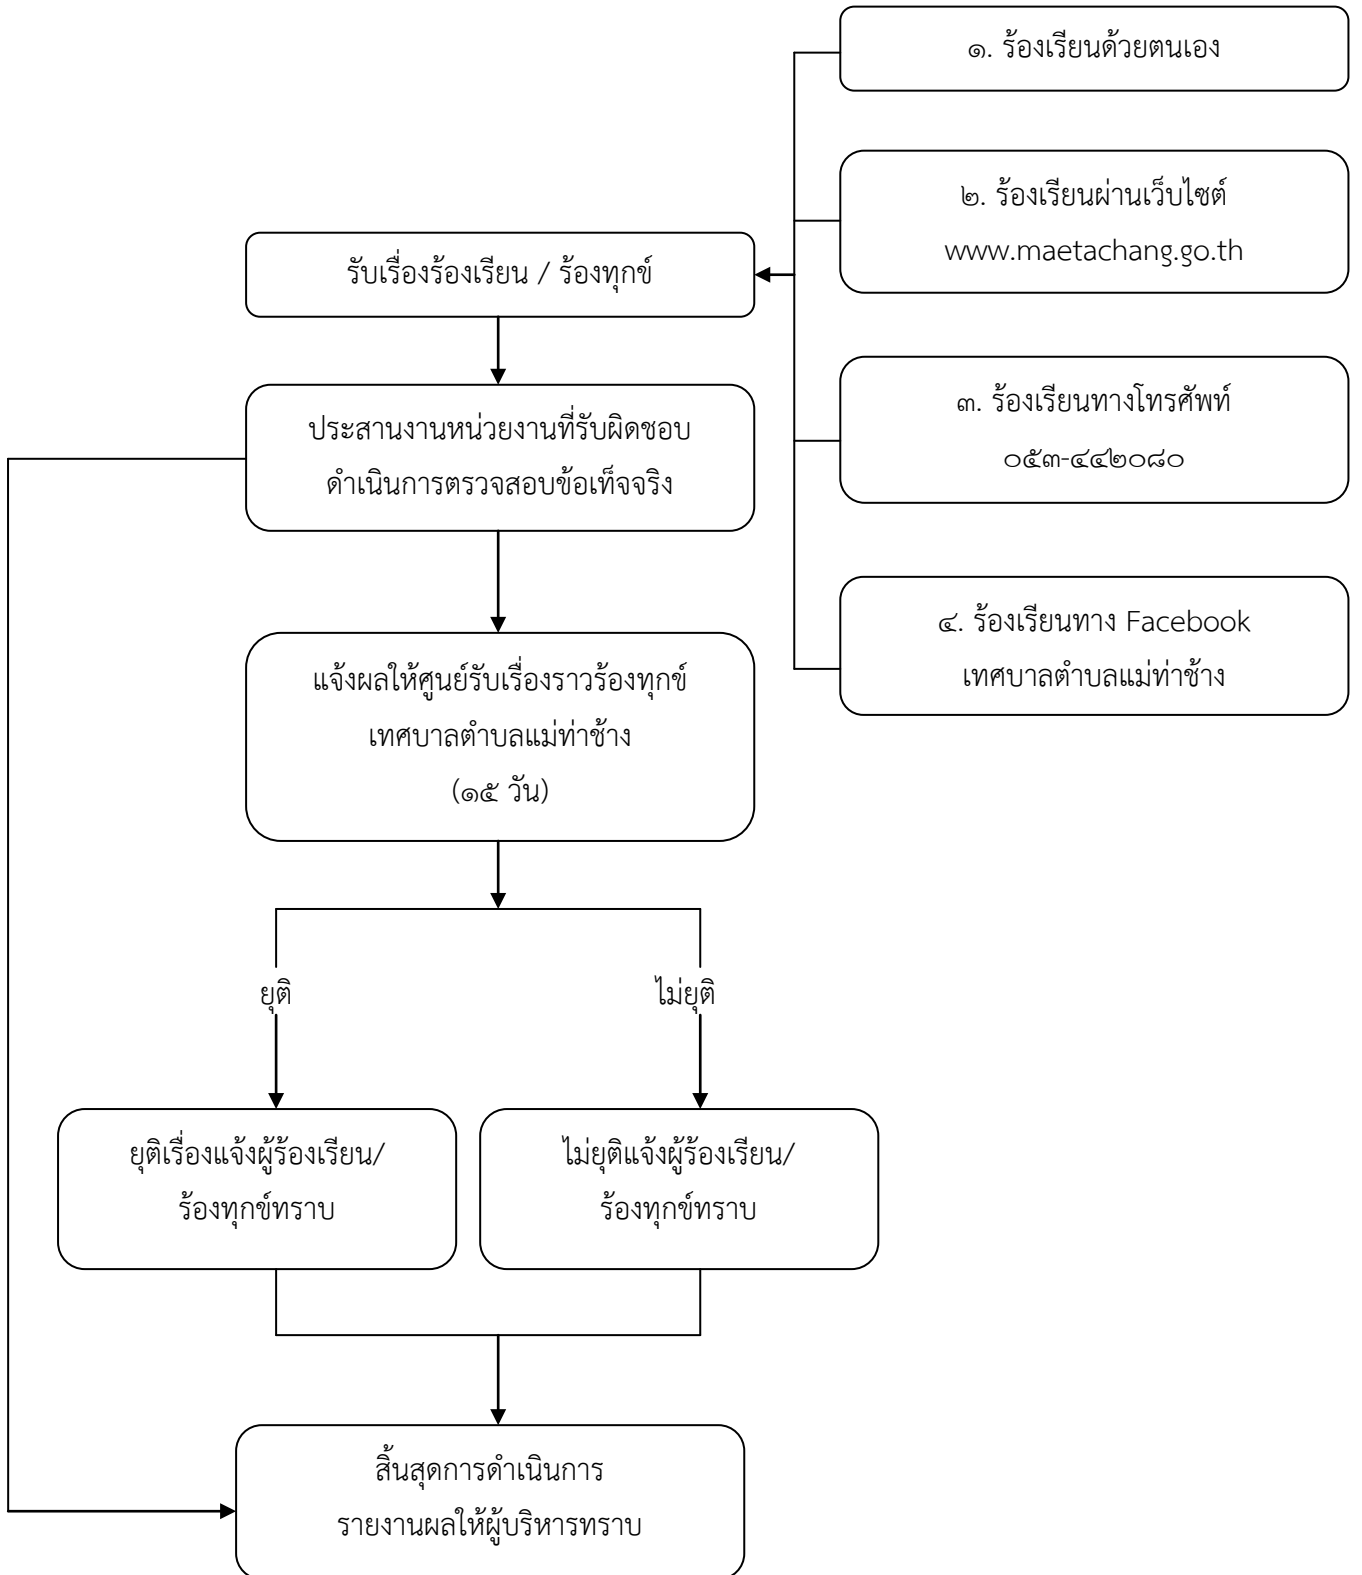 ๑. ร้องเรียนด้วยตนเอง
๒. ร้องเรียนผ่านเว็บไซต์
www.maetachang.go.th
รับเรื่องร้องเรียน / ร้องทุกข์
๓. ร้องเรียนทางโทรศัพท์
๐๕๓-๔๔๒๐๘๐
ประสานงานหน่วยงานที่รับผิดชอบ
ดำเนินการตรวจสอบข้อเท็จจริง
๔. ร้องเรียนทาง Facebook
เทศบาลตำบลแม่ท่าช้าง
แจ้งผลให้ศูนย์รับเรื่องราวร้องทุกข์
เทศบาลตำบลแม่ท่าช้าง
(๑๕ วัน)
ยุติ
ไม่ยุติ
ยุติเรื่องแจ้งผู้ร้องเรียน/
ร้องทุกข์ทราบ
ไม่ยุติแจ้งผู้ร้องเรียน/
ร้องทุกข์ทราบ
สิ้นสุดการดำเนินการ
รายงานผลให้ผู้บริหารทราบ